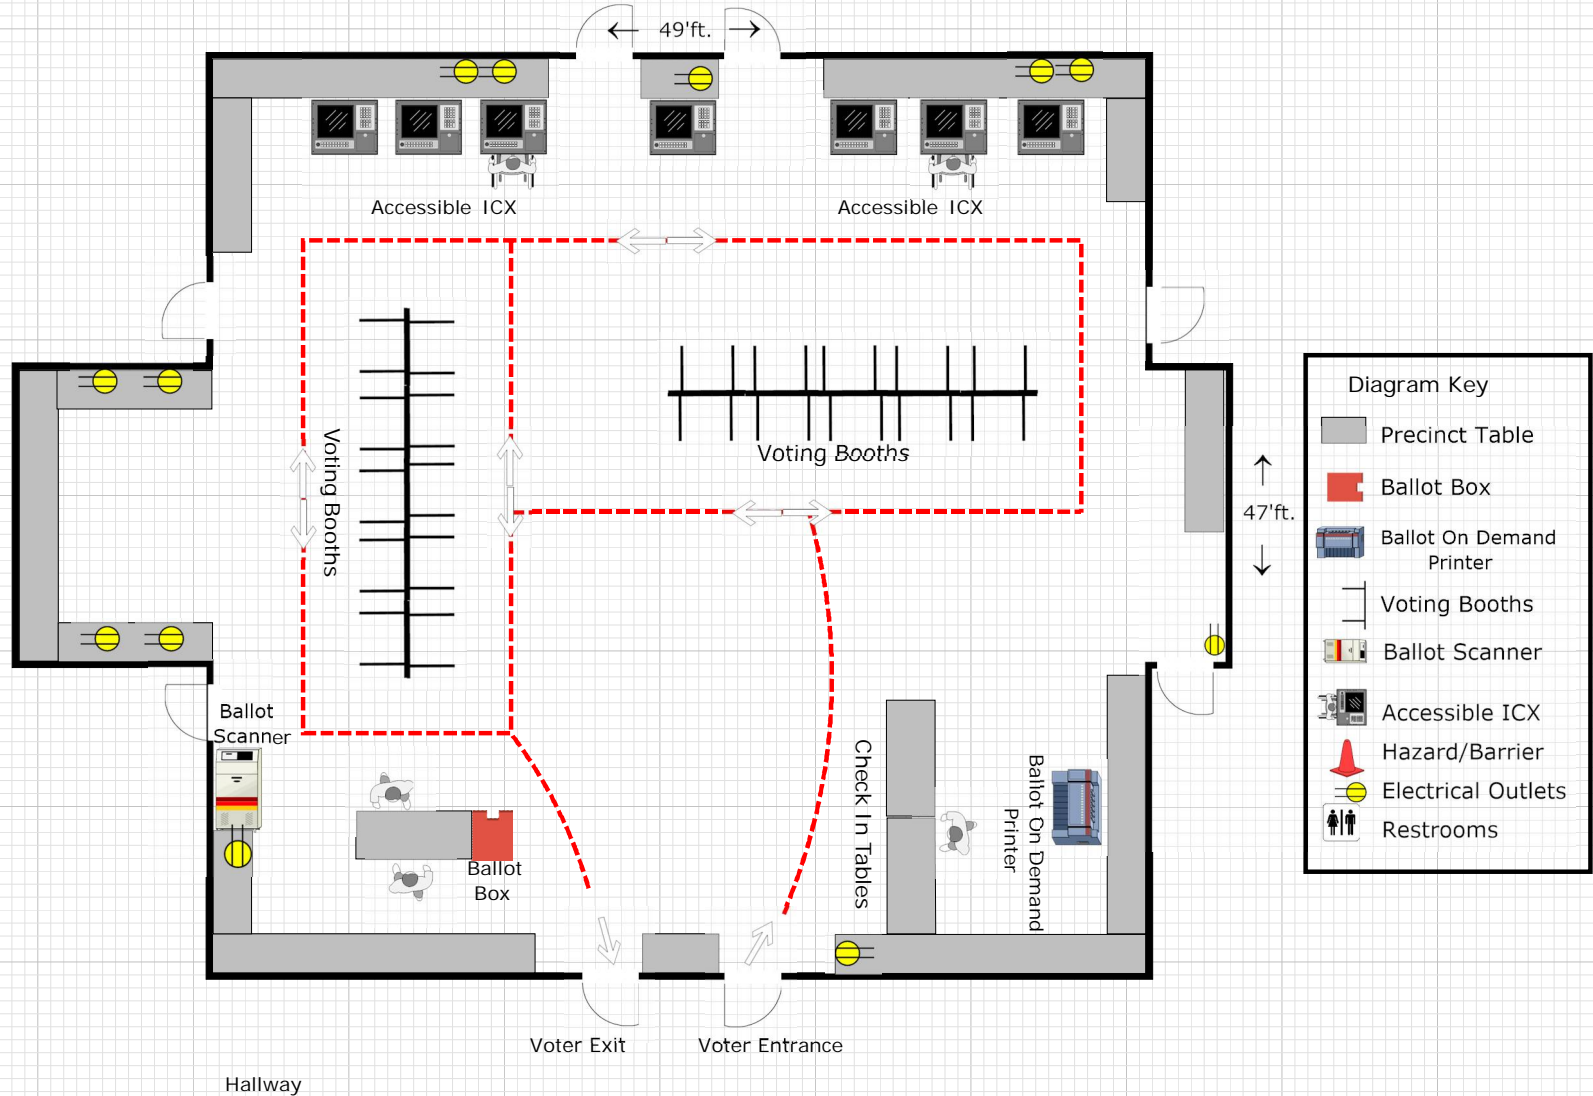 49'ft.
Accessible ICX
Accessible ICX
Voting Booths
Voting Booths
47'ft.
Diagram Key
Precinct Table
Ballot Box
Ballot On Demand
Printer
Voting Booths
Ballot Scanner
Accessible ICX
Hazard/Barrier
Electrical Outlets
Restrooms
Ballot
Scanner
Ballot
Box
Check In Tables
Ballot On Demand
Printer
Voter Exit
Voter Entrance
Hallway